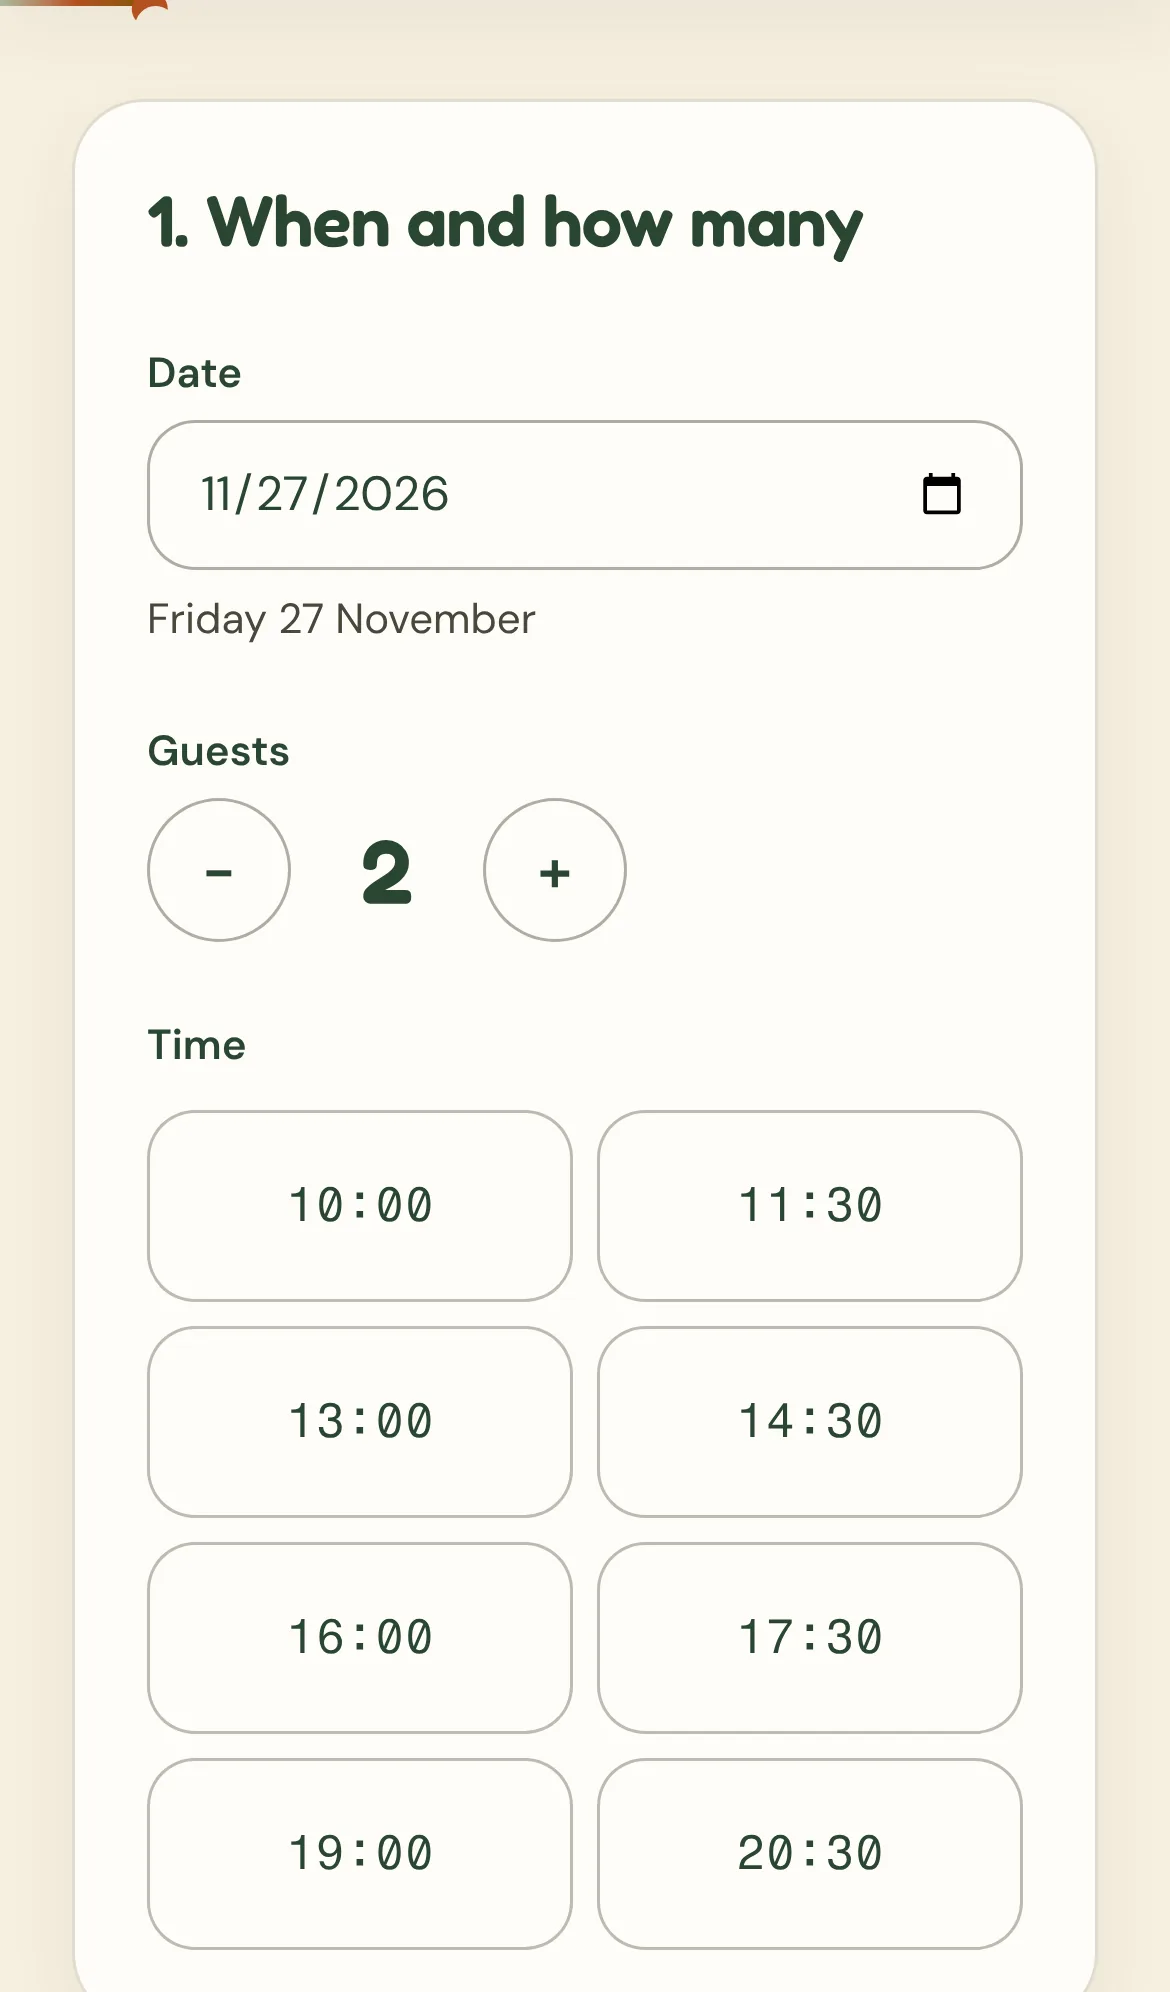 1. When and how many
Date
11/27/2026
Friday 27 November
Guests
- 2 +
Time
10:00 11:30
13:00 14:30
16:00 17:30
19:00 20:30